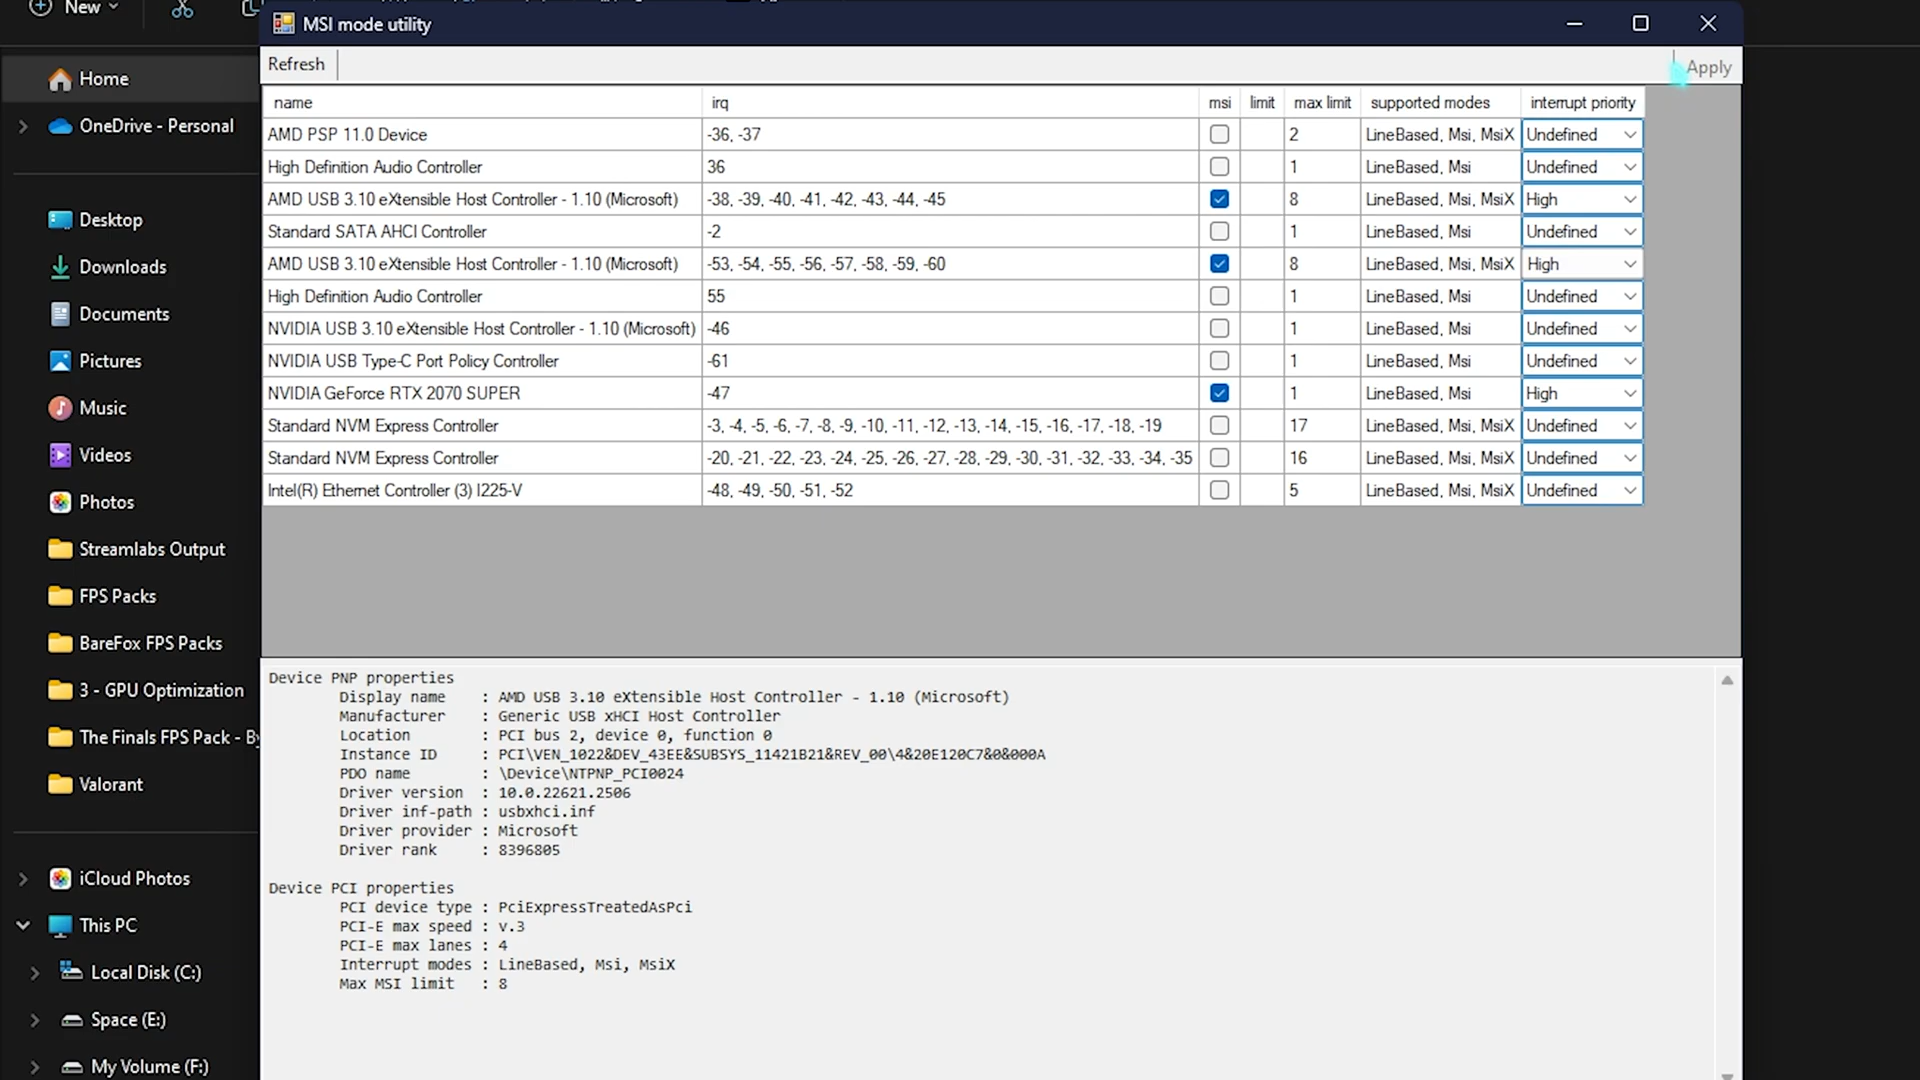 New
MSI mode utility
Refresh
Apply
Home
OneDrive - Personal
Desktop
Downloads
Documents
Pictures
Music
Videos
Photos
Streamlabs Output
FPS Packs
BareFox FPS Packs
3 - GPU Optimization
The Finals FPS Pack - By
Valorant
iCloud Photos
This PC
Local Disk (C:)
Space (E:)
My Volume (F:)
name irq msi limit max limit supported modes interrupt priority
AMD PSP 11.0 Device -36, -37 2 LineBased, Msi, MsiX Undefined
High Definition Audio Controller 36 1 LineBased, Msi Undefined
AMD USB 3.10 eXtensible Host Controller - 1.10 (Microsoft) -38, -39, -40, -41, -42, -43, -44, -45 8 LineBased, Msi, MsiX High
Standard SATA AHCI Controller -2 1 LineBased, Msi Undefined
AMD USB 3.10 eXtensible Host Controller - 1.10 (Microsoft) -53, -54, -55, -56, -57, -58, -59, -60 8 LineBased, Msi, MsiX High
High Definition Audio Controller 55 1 LineBased, Msi Undefined
NVIDIA USB 3.10 eXtensible Host Controller - 1.10 (Microsoft) -46 1 LineBased, Msi Undefined
NVIDIA USB Type-C Port Policy Controller -61 1 LineBased, Msi Undefined
NVIDIA GeForce RTX 2070 SUPER -47 1 LineBased, Msi High
Standard NVM Express Controller -3, -4, -5, -6, -7, -8, -9, -10, -11, -12, -13, -14, -15, -16, -17, -18, -19 17 LineBased, Msi, MsiX Undefined
Standard NVM Express Controller -20, -21, -22, -23, -24, -25, -26, -27, -28, -29, -30, -31, -32, -33, -34, -35 16 LineBased, Msi, MsiX Undefined
Intel(R) Ethernet Controller (3) I225-V -48, -49, -50, -51, -52 5 LineBased, Msi, MsiX Undefined
Device PNP properties
Display name : AMD USB 3.10 eXtensible Host Controller - 1.10 (Microsoft)
Manufacturer : Generic USB xHCI Host Controller
Location : PCI bus 2, device 0, function 0
Instance ID : PCI\VEN_1022&DEV_43EE&SUBSYS_11421B21&REV_00\4&20E120C7&0&000A
PDO name : \Device\NTPNP_PCI0024
Driver version : 10.0.22621.2506
Driver inf-path : usbxhci.inf
Driver provider : Microsoft
Driver rank : 8396805
Device PCI properties
PCI device type : PciExpressTreatedAsPci
PCI-E max speed : v.3
PCI-E max lanes : 4
Interrupt modes : LineBased, Msi, MsiX
Max MSI limit : 8